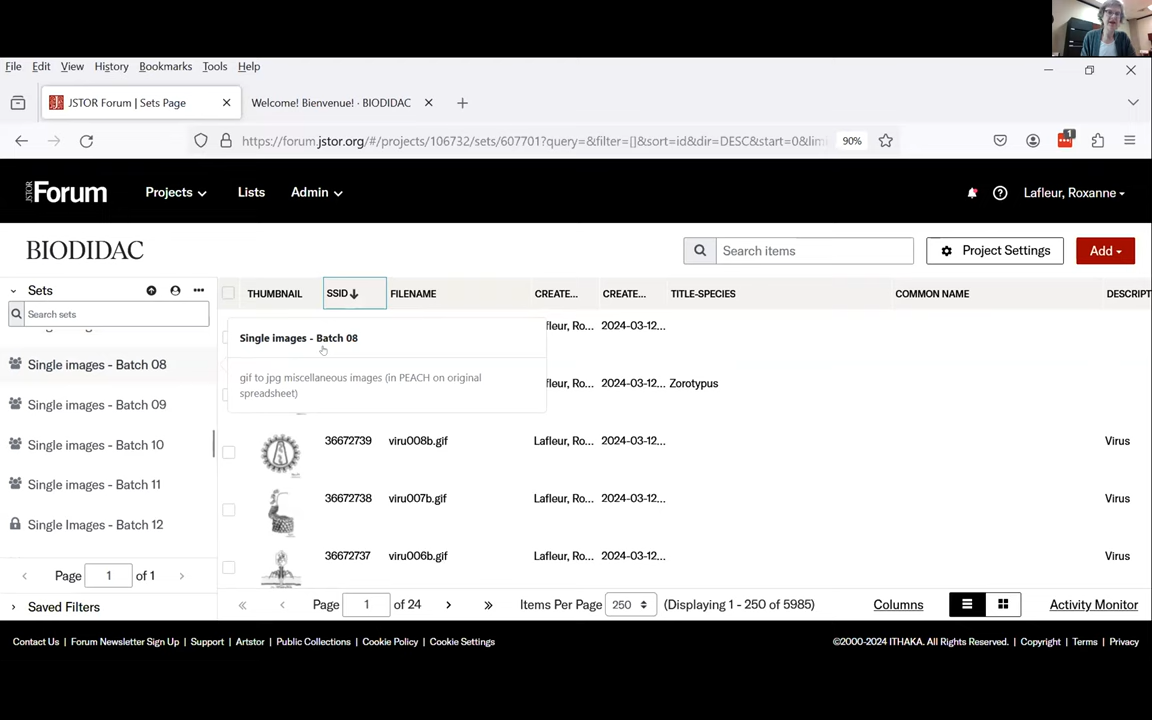 File Edit View History Bookmarks Tools Help
JSTOR Forum | Sets Page
Welcome! Bienvenue! · BIODIDAC
https://forum.jstor.org/#/projects/106732/sets/607701?query=&filter=[]&sort=id&dir=DESC&start=0&lim
90%
1
JSTOR Forum
Projects
Lists
Admin
Lafleur, Roxanne
BIODIDAC
Search items
Project Settings
Add
Sets
Search sets
THUMBNAIL SSID FILENAME CREATE... CREATE... TITLE-SPECIES COMMON NAME DESCRIPT
Single images - Batch 08
Single images - Batch 09
Single images - Batch 10
Single images - Batch 11
Single Images - Batch 12
Single images - Batch 08
gif to jpg miscellaneous images (in PEACH on original
spreadsheet)
fleur, Ro... 2024-03-12...
fleur, Ro... 2024-03-12... Zorotypus
36672739 viru008b.gif Lafleur, Ro... 2024-03-12... Virus
36672738 viru007b.gif Lafleur, Ro... 2024-03-12... Virus
36672737 viru006b.gif Lafleur, Ro... 2024-03-12... Virus
Page 1 of 1
Saved Filters
Page 1 of 24
Items Per Page 250 (Displaying 1 - 250 of 5985)
Columns
Activity Monitor
Contact Us | Forum Newsletter Sign Up | Support | Artstor | Public Collections | Cookie Policy | Cookie Settings
©2000-2024 ITHAKA. All Rights Reserved. | Copyright | Terms | Privacy